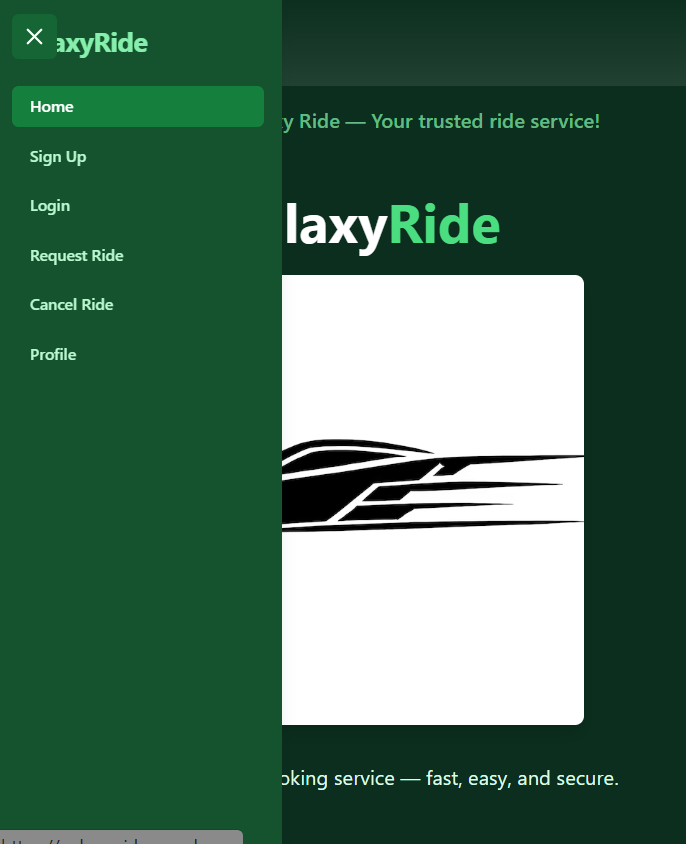 axyRide
Home
Sign Up
Login
Request Ride
Cancel Ride
Profile
y Ride — Your trusted ride service!
laxyRide
oking service — fast, easy, and secure.